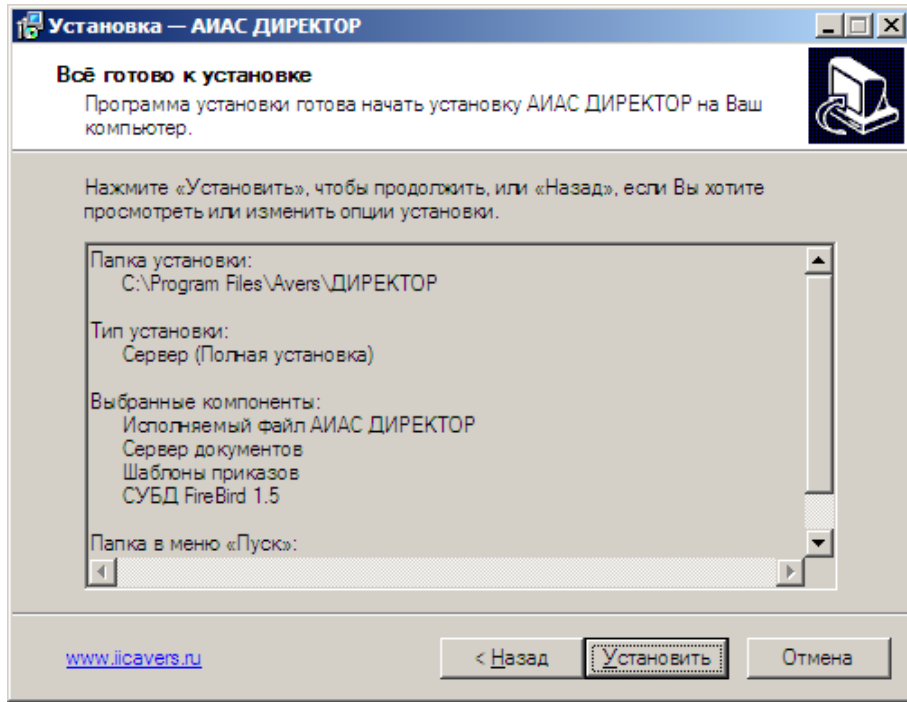 Установка — АИАС ДИРЕКТОР
Всё готово к установке
Программа установки готова начать установку АИАС ДИРЕКТОР на Ваш
компьютер.
Нажмите «Установить», чтобы продолжить, или «Назад», если Вы хотите
просмотреть или изменить опции установки.
Папка установки:
C:\Program Files\Avers\ДИРЕКТОР
Тип установки:
Сервер (Полная установка)
Выбранные компоненты:
Исполняемый файл АИАС ДИРЕКТОР
Сервер документов
Шаблоны приказов
СУБД FireBird 1.5
Папка в меню «Пуск»:
www.iicavers.ru
< Назад
Установить
Отмена